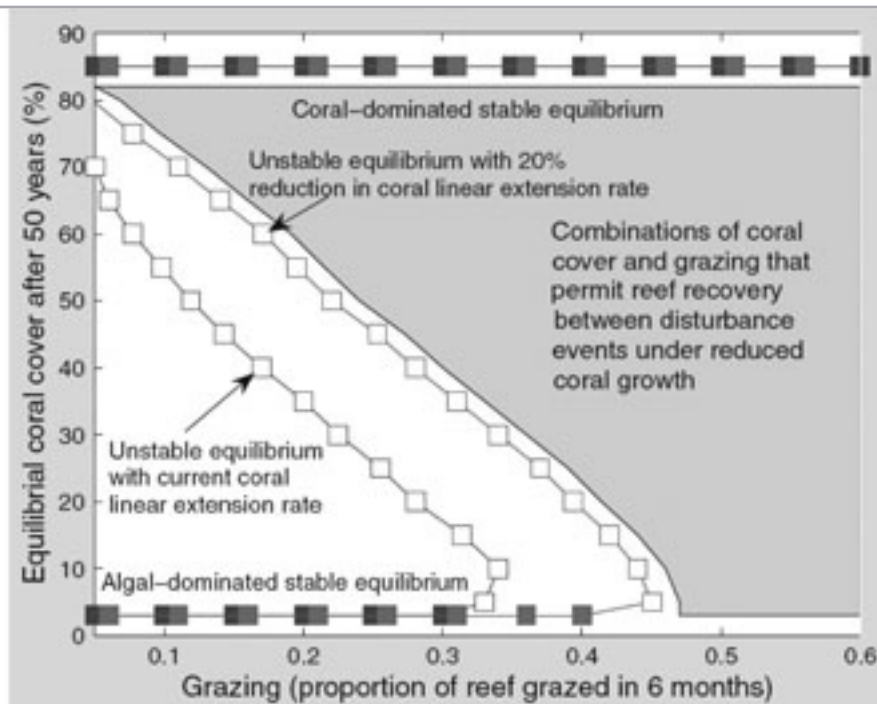 Equilibrial coral cover after 50 years (%)
90
80
70
60
50
40
30
20
10
0
Coral–dominated stable equilibrium
Unstable equilibrium with 20%
reduction in coral linear extension rate
Combinations of coral
cover and grazing that
permit reef recovery
between disturbance
events under reduced
coral growth
Unstable equilibrium
with current coral
linear extension rate
Algal–dominated stable equilibrium
0.1
0.2
0.3
0.4
0.5
0.6
Grazing (proportion of reef grazed in 6 months)